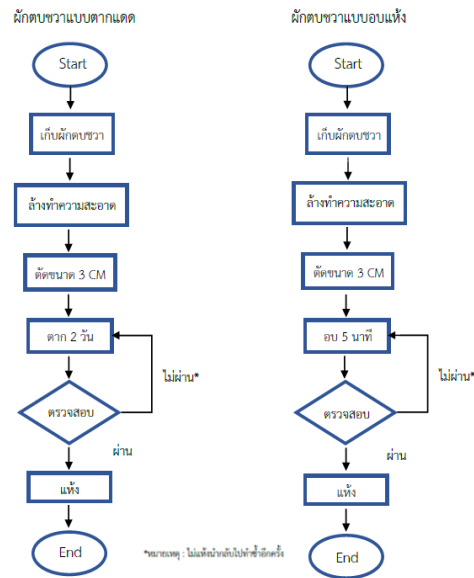 ผักตบชวาแบบตากแดด
Start
เก็บผักตบชวา
ล้างทำความสะอาด
ตัดขนาด 3 CM
ตาก 2 วัน
ไม่ผ่าน*
ตรวจสอบ
ผ่าน
แห้ง
End
ผักตบชวาแบบอบแห้ง
Start
เก็บผักตบชวา
ล้างทำความสะอาด
ตัดขนาด 3 CM
อบ 5 นาที
ไม่ผ่าน*
ตรวจสอบ
ผ่าน
แห้ง
End
*หมายเหตุ : ไม่แห้งนำกลับไปทำซ้ำอีกครั้ง